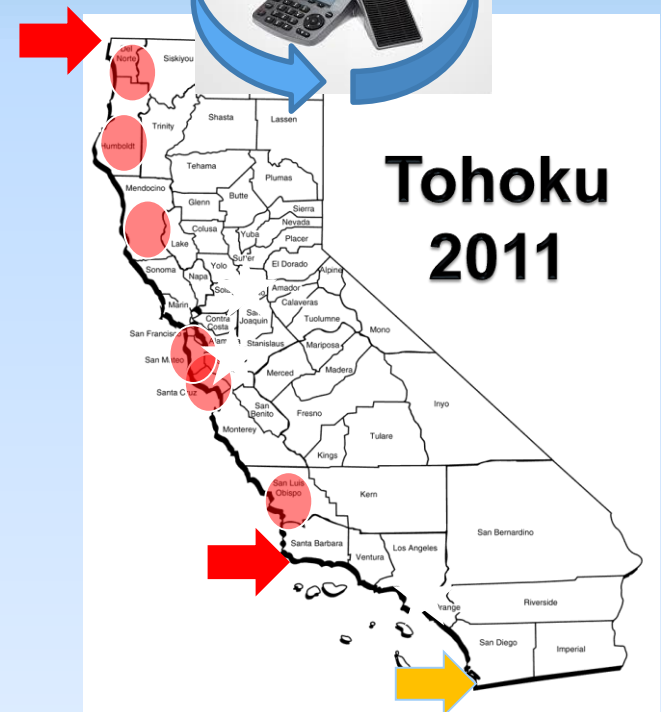 Del
Norte
Siskiyou
Shasta
Lassen
Trinity
Humboldt
Tehama
Plumas
Mendocino
Glenn
Butte
Sierra
Nevada
Colusa
Yuba
Placer
Lake
Sutter
El Dorado
Alpine
Sonoma
Napa
Yolo
Amador
Calaveras
Marin
Contra
Costa
San
Joaquin
Tuolumne
Mono
San Francisco
Alam
Stanislaus
Mariposa
San Mateo
Merced
Madera
Santa Cruz
San
Benito
Fresno
Inyo
Monterey
Tulare
Kings
San Luis
Obispo
Kern
San Bernardino
Santa Barbara
Ventura
Los Angeles
Orange
Riverside
San Diego
Imperial
Tohoku
2011